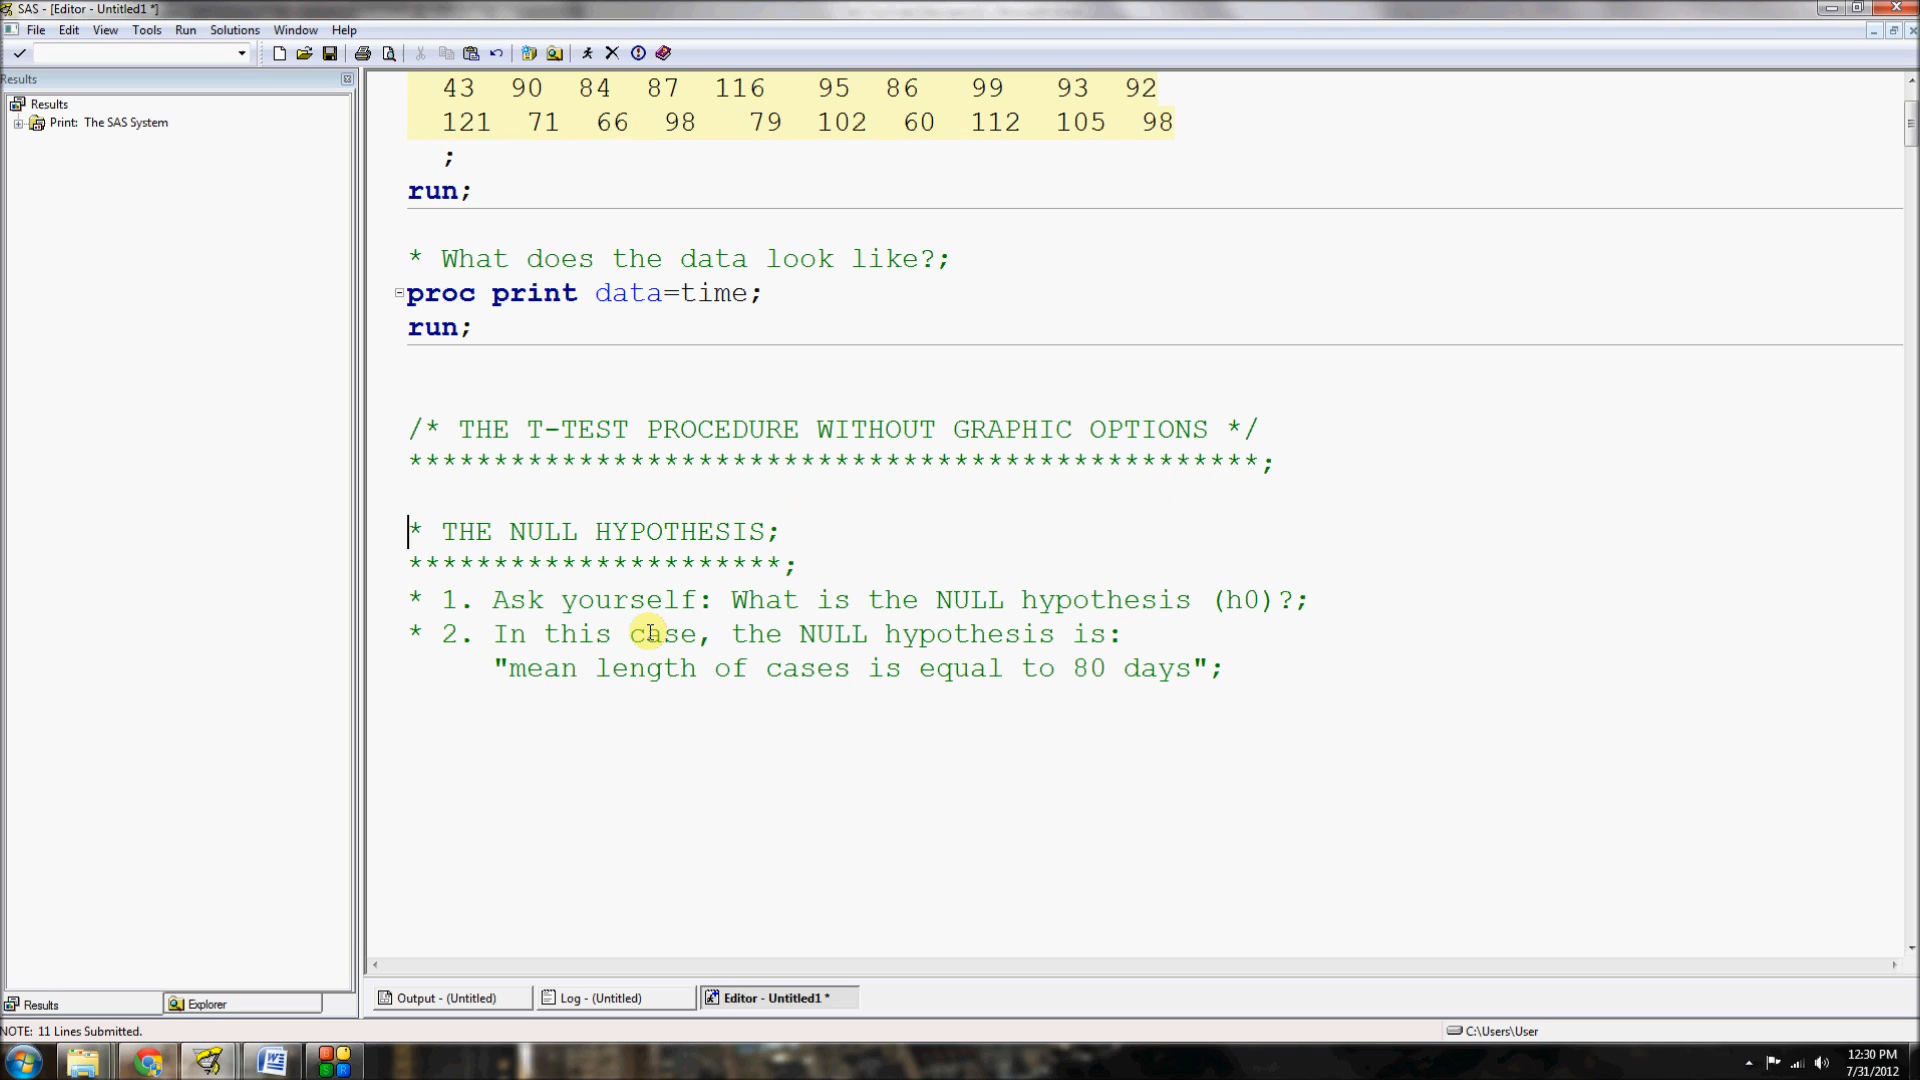 SAS - [Editor - Untitled1 *]
File Edit View Tools Run Solutions Window Help
Results
Results
Print: The SAS System
43 90 84 87 116 95 86 99 93 92
121 71 66 98 79 102 60 112 105 98
;
run;
* What does the data look like?;
proc print data=time;
run;
/* THE T-TEST PROCEDURE WITHOUT GRAPHIC OPTIONS */
**************************************************;
* THE NULL HYPOTHESIS;
**********************;
* 1. Ask yourself: What is the NULL hypothesis (h0)?;
* 2. In this case, the NULL hypothesis is:
"mean length of cases is equal to 80 days";
Results Explorer
Output - (Untitled) Log - (Untitled) Editor - Untitled1 *
NOTE: 11 Lines Submitted.
C:\Users\User
12:30 PM
7/31/2012